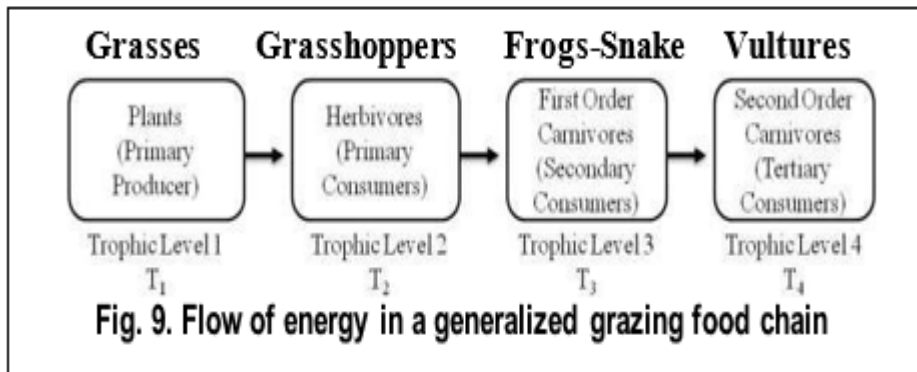 Grasses Grasshoppers Frogs-Snake Vultures
Plants
(Primary
Producer)
Herbivores
(Primary
Consumers)
First Order
Carnivores
(Secondary
Consumers)
Second Order
Carnivores
(Tertiary
Consumers)
Trophic Level 1
T₁
Trophic Level 2
T₂
Trophic Level 3
T₃
Trophic Level 4
T₄
Fig. 9. Flow of energy in a generalized grazing food chain